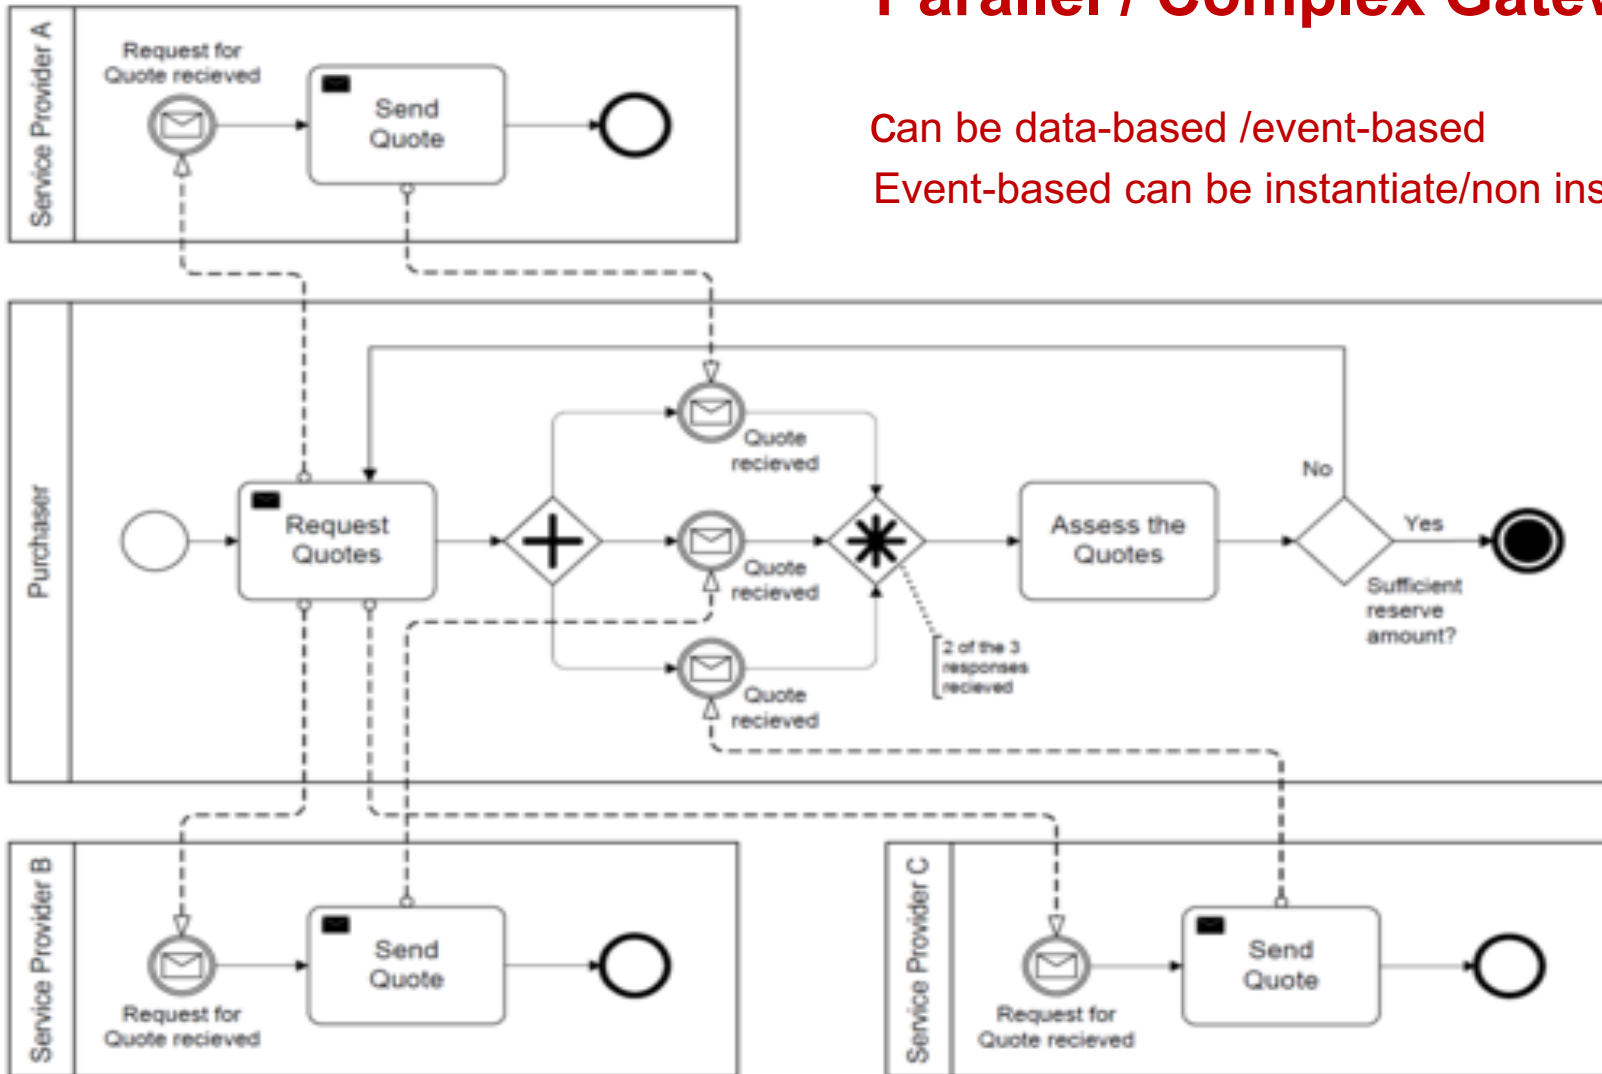 Parallel / Complex
can be data-based /event-based
Event-based can be instantiate/non
Service Provider A
Request for
Quote recieved
Send
Quote
Purchaser
Request
Quotes
Quote
recieved
Quote
recieved
Quote
recieved
2 of the 3
responses
recieved
Assess the
Quotes
No
Yes
Sufficient
reserve
amount?
Service Provider B
Request for
Quote recieved
Send
Quote
Service Provider C
Request for
Quote recieved
Send
Quote